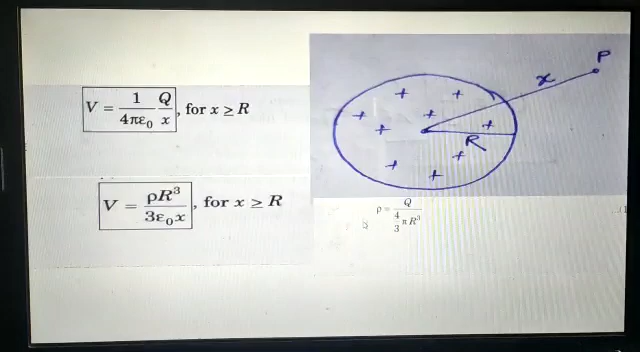 V = 1/4πε₀ Q/x, for x ≥ R
V = ρR³/3ε₀x, for x ≥ R
P
x
R
ρ = Q / 4/3 πR³